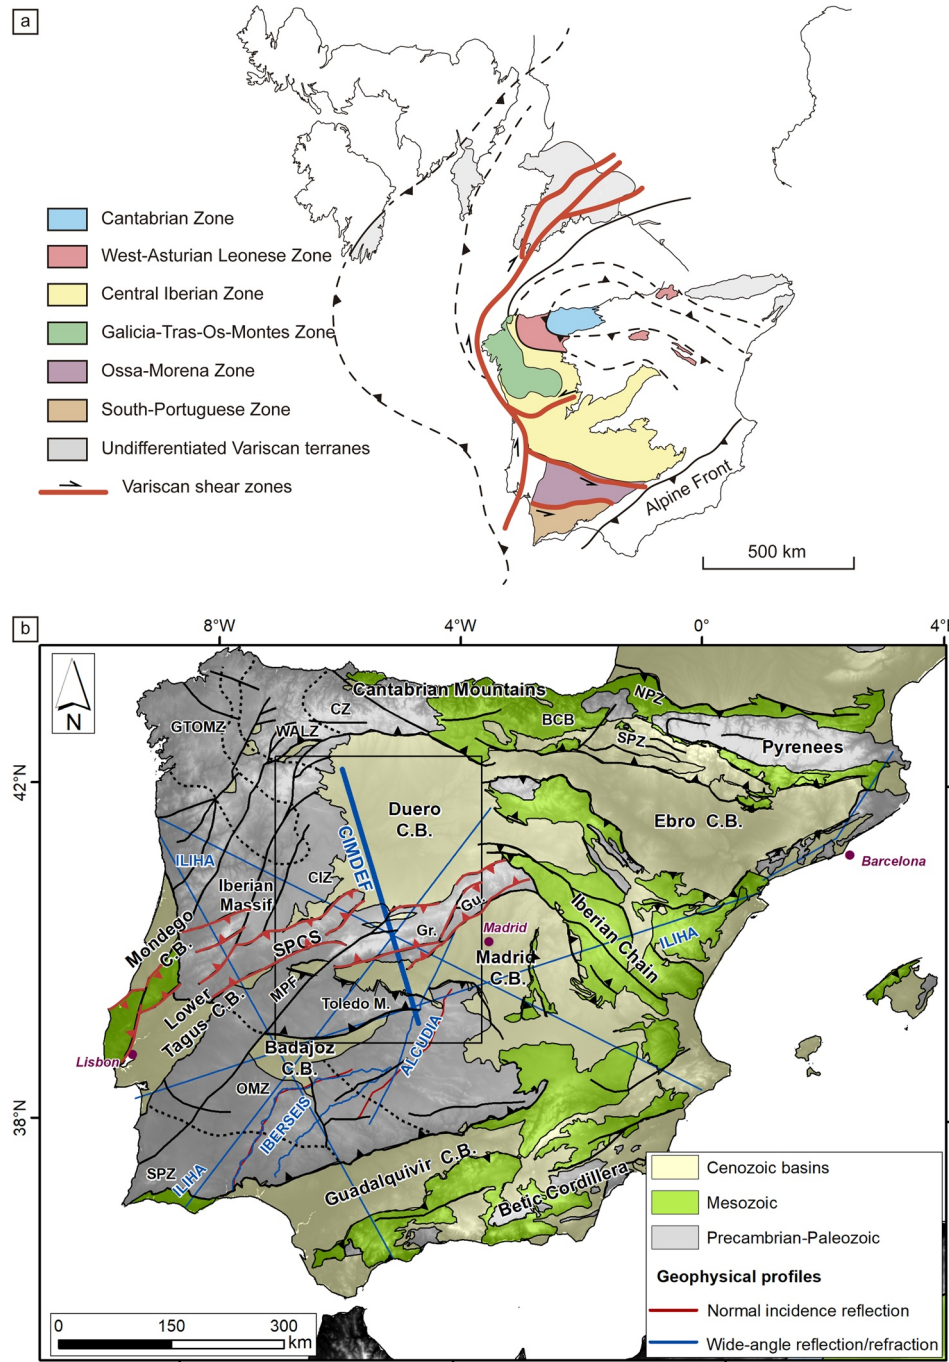 a
Cantabrian Zone
West-Asturian Leonese Zone
Central Iberian Zone
Galicia-Tras-Os-Montes Zone
Ossa-Morena Zone
South-Portuguese Zone
Undifferentiated Variscan terranes
Variscan shear zones
Alpine Front
500 km
b
8°W
4°W
0°
4°
N
42°N
38°N
Cantabrian Mountains
NPZ
CZ
BCB
GTOMZ
WALZ
SPZ
Pyrenees
Duero
C.B.
Ebro C.B.
CIMDEF
ILIHA
Barcelona
CIZ
Iberian
Massif
Gu.
Iberian Chain
Mondego
C.B.
SPCS
Gr.
Madrid
ILIHA
Madrid
C.B.
MPF
Lower
Tagus C.B.
Toledo M.
Lisbon
Badajoz
C.B.
ALCUDIA
OMZ
IBERSEIS
SPZ
ILIHA
Guadalquivir C.B.
Betic Cordillera
Cenozoic basins
Mesozoic
Precambrian-Paleozoic
Geophysical profiles
Normal incidence reflection
Wide-angle reflection/refraction
0 150 300
km